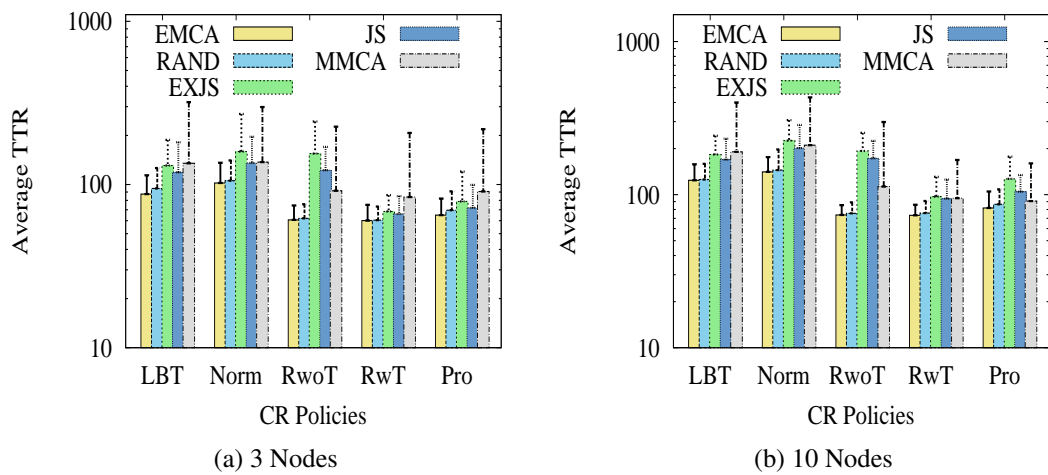 1000
100
10
Average TTR
EMCA
RAND
EXJS
JS
MMCA
LBT Norm RwoT RwT Pro
CR Policies
(a) 3 Nodes
1000
100
10
Average TTR
EMCA
RAND
EXJS
JS
MMCA
LBT Norm RwoT RwT Pro
CR Policies
(b) 10 Nodes